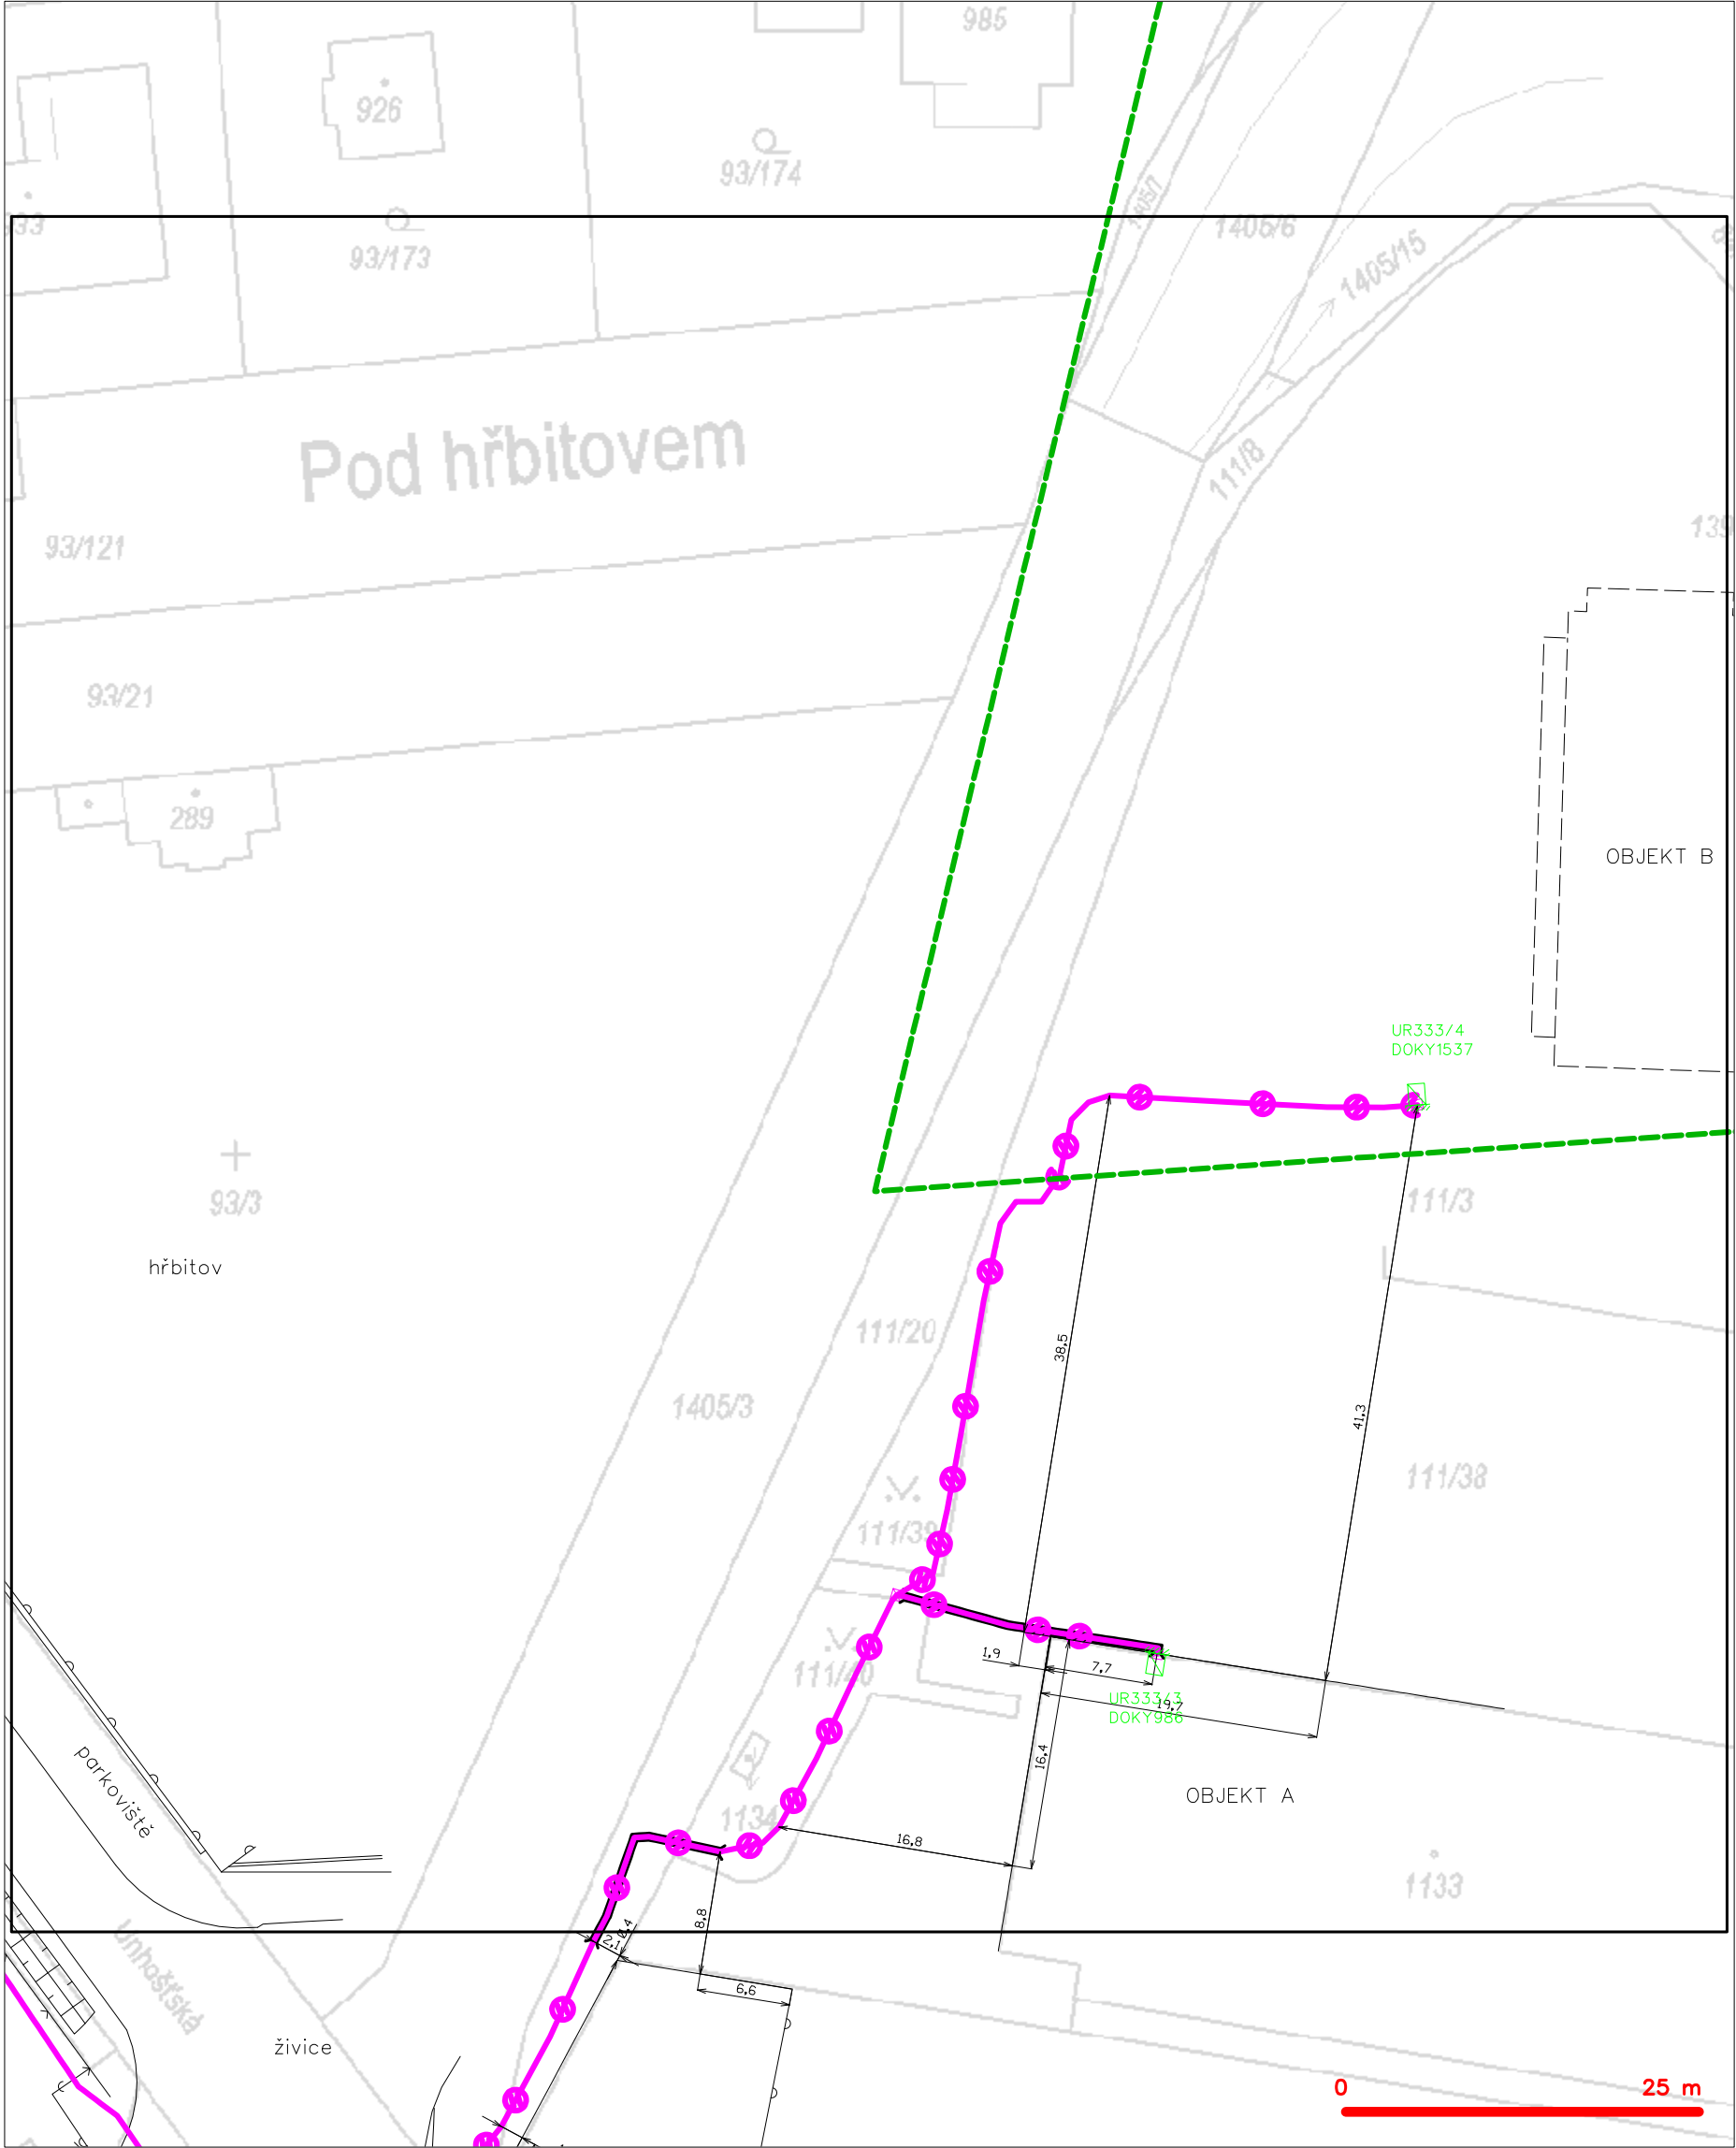 985
926
93/174
93/173
1405/7
1405/6
1405/15
Pod hřbitovem
111/8
93/121
93/21
289
OBJEKT B
UR333/4
DOKY1537
93/3
111/3
hřbitov
111/20
38,5
1405/3
41,3
111/38
111/39
111/40
1,9
7,7
UR333/3
19,7
DOKY986
16,4
parkoviště
OBJEKT A
1134
16,8
1133
8,8
2,1
Unhošťská
6,6
živice
0
25 m